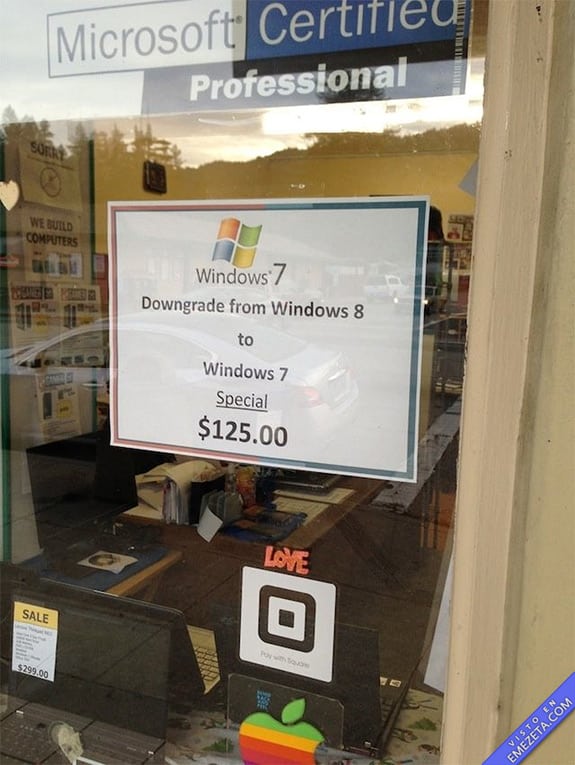 Microsoft Certified
Professional
SORRY
WE BUILD
COMPUTERS
Windows 7
Downgrade from Windows 8
to
Windows 7
Special
$125.00
LOVE
Pay with Square
SALE
$299.00
VISTO EN
EMEZETA.COM